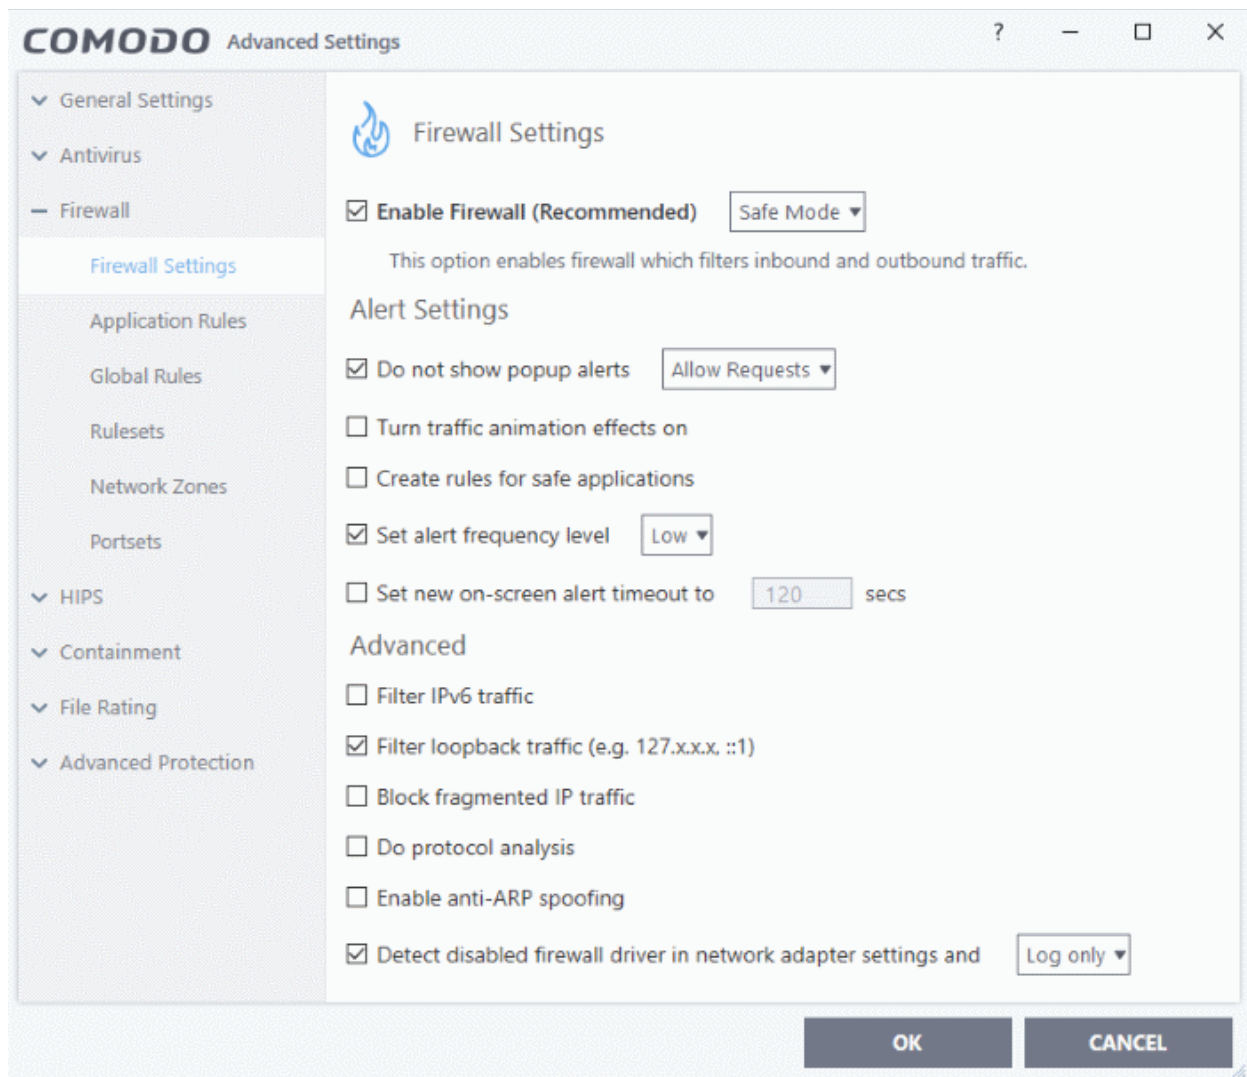 COMODO Advanced Settings
?
General Settings
Antivirus
Firewall
Firewall Settings
Application Rules
Global Rules
Rulesets
Network Zones
Portsets
HIPS
Containment
File Rating
Advanced Protection
Firewall Settings
Enable Firewall (Recommended) Safe Mode
This option enables firewall which filters inbound and outbound traffic.
Alert Settings
Do not show popup alerts Allow Requests
Turn traffic animation effects on
Create rules for safe applications
Set alert frequency level Low
Set new on-screen alert timeout to 120 secs
Advanced
Filter IPv6 traffic
Filter loopback traffic (e.g. 127.x.x.x, ::1)
Block fragmented IP traffic
Do protocol analysis
Enable anti-ARP spoofing
Detect disabled firewall driver in network adapter settings and Log only
OK CANCEL